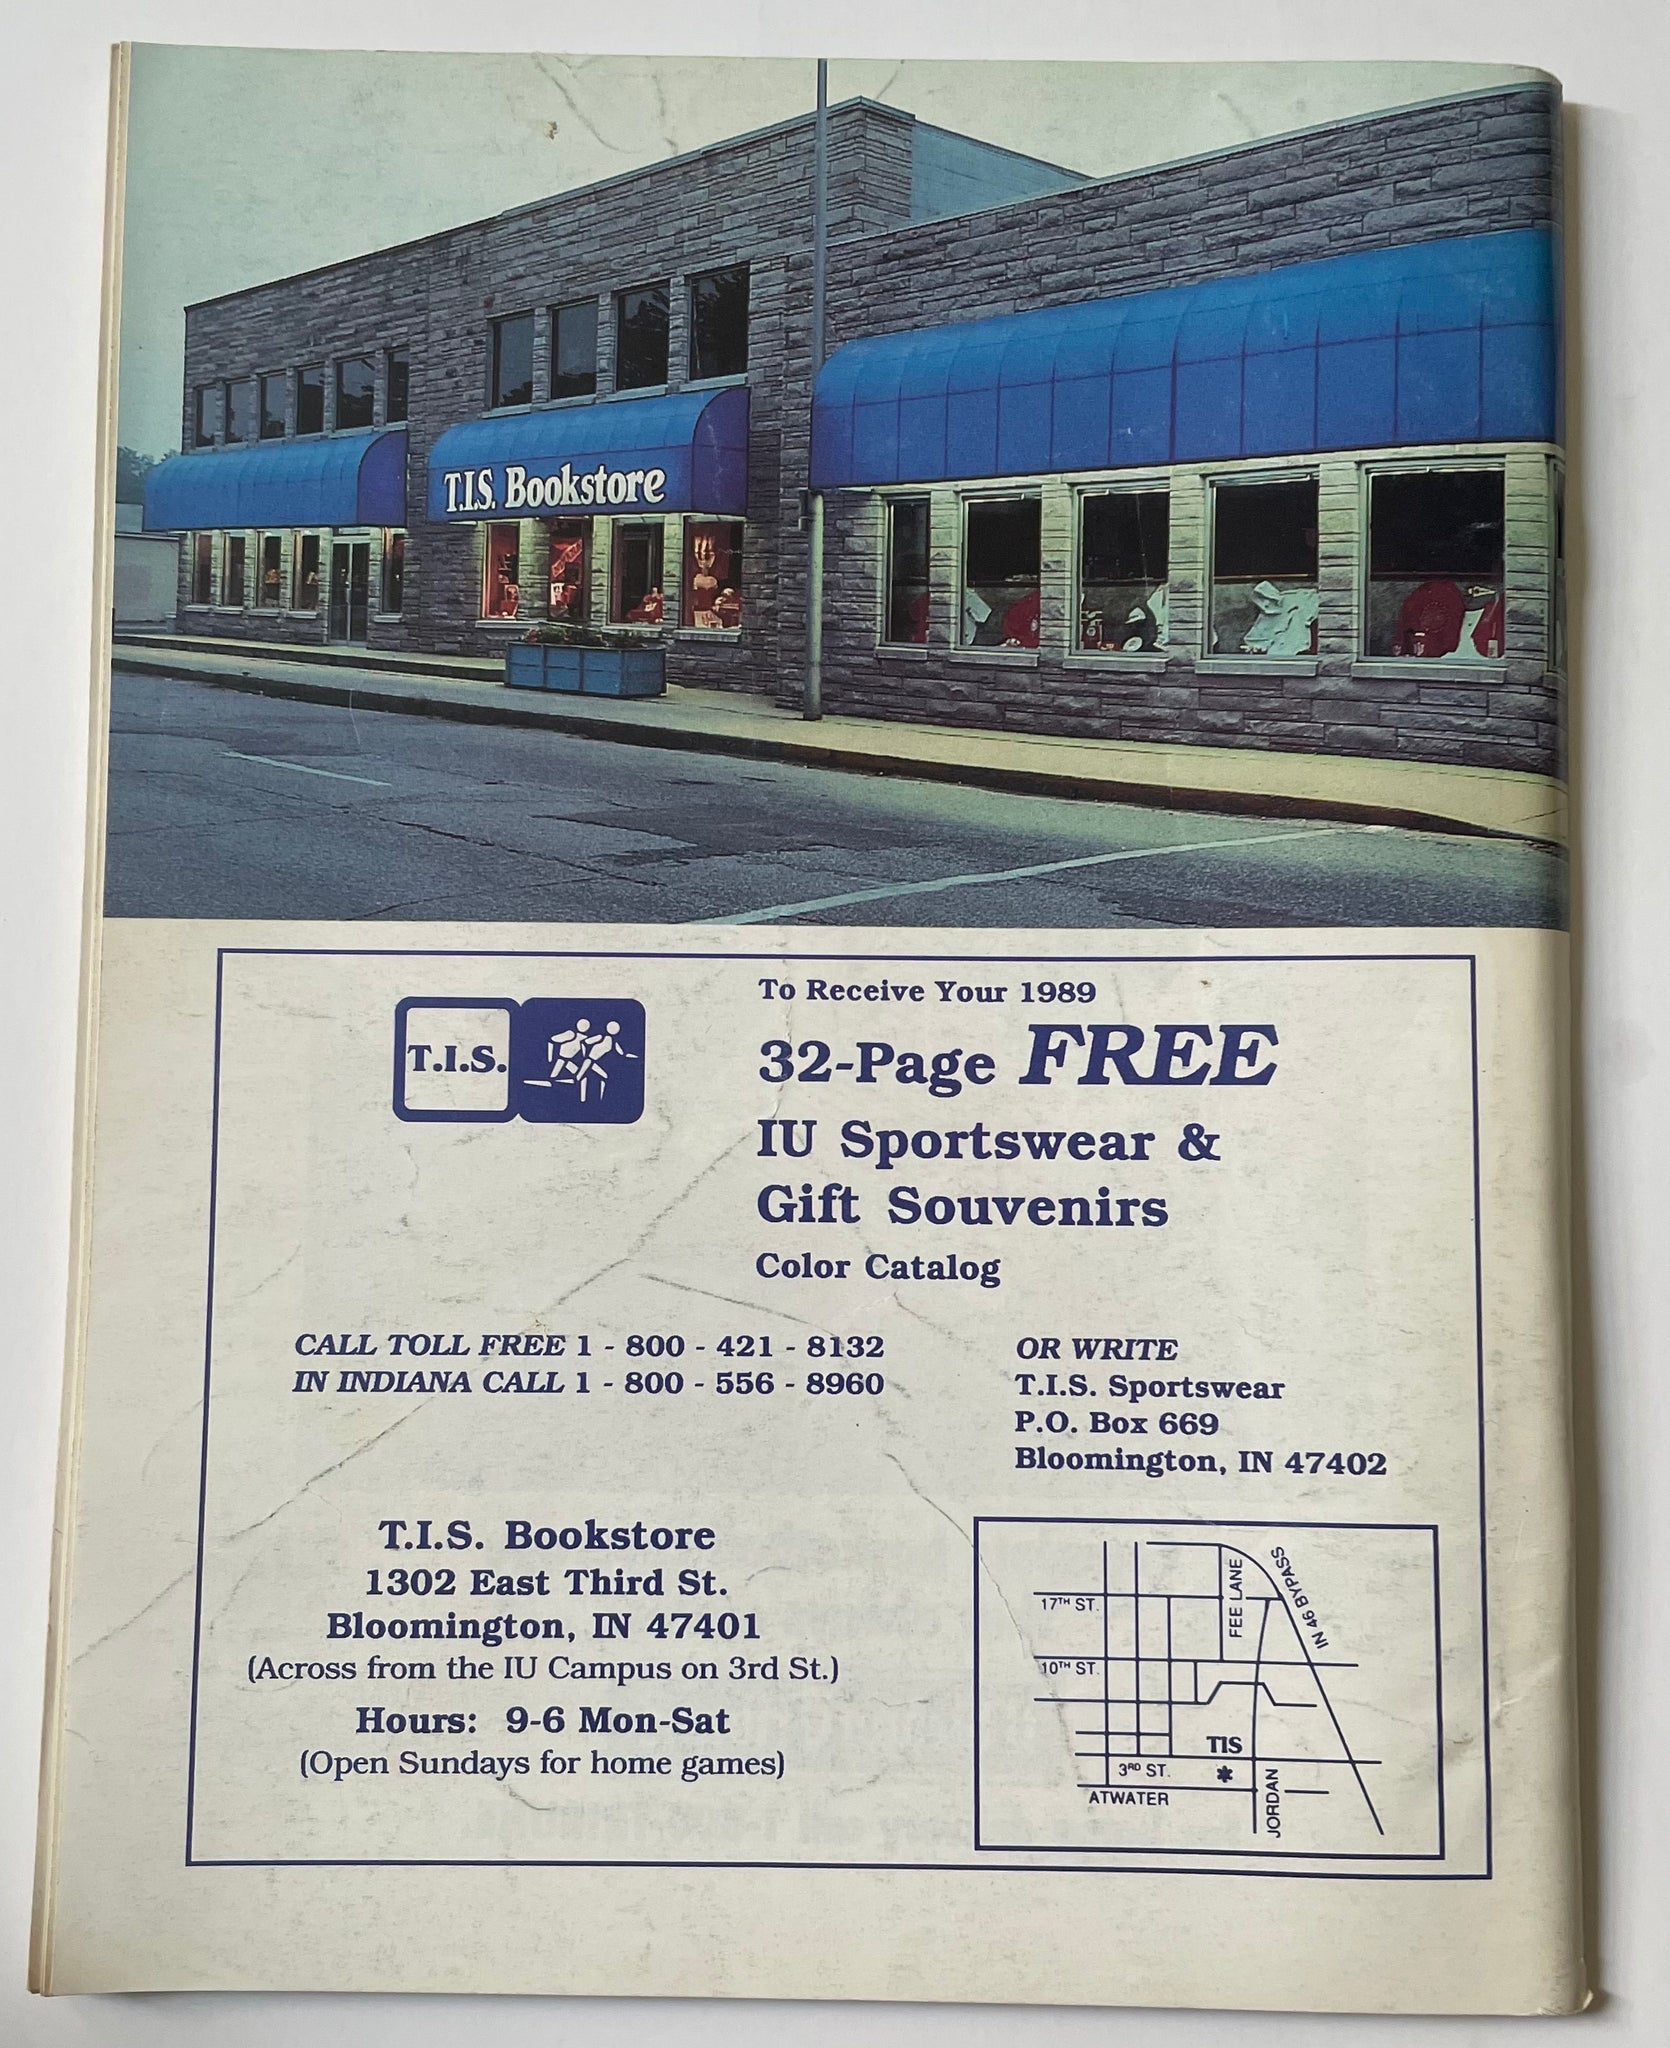 T.I.S. Bookstore
T.I.S.
To Receive Your 1989
32-Page FREE
IU Sportswear &
Gift Souvenirs
Color Catalog
CALL TOLL FREE 1 - 800 - 421 - 8132
IN INDIANA CALL 1 - 800 - 556 - 8960
OR WRITE
T.I.S. Sportswear
P.O. Box 669
Bloomington, IN 47402
T.I.S. Bookstore
1302 East Third St.
Bloomington, IN 47401
(Across from the IU Campus on 3rd St.)
Hours: 9-6 Mon-Sat
(Open Sundays for home games)
17TH ST.
FEE LANE
IN 46 BYPASS
10TH ST.
TIS
3RD ST.
*
ATWATER
JORDAN